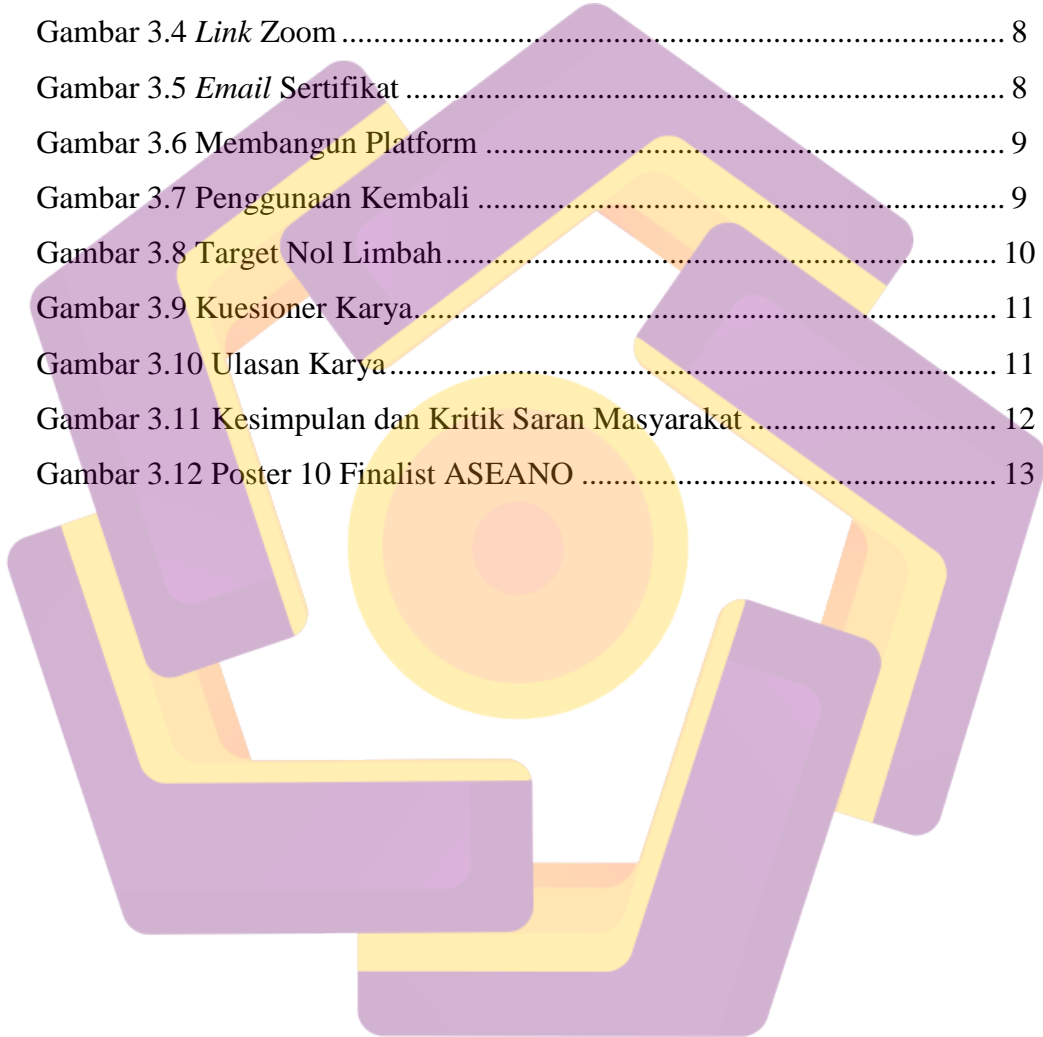 Gambar 3.4 Link Zoom ........................................................................................ 8
Gambar 3.5 Email Sertifikat ................................................................................ 8
Gambar 3.6 Membangun Platform ..................................................................... 9
Gambar 3.7 Penggunaan Kembali ...................................................................... 9
Gambar 3.8 Target Nol Limbah ......................................................................... 10
Gambar 3.9 Kuesioner Karya ............................................................................. 11
Gambar 3.10 Ulasan Karya ................................................................................ 11
Gambar 3.11 Kesimpulan dan Kritik Saran Masyarakat ................................. 12
Gambar 3.12 Poster 10 Finalist ASEANO ....................................................... 13